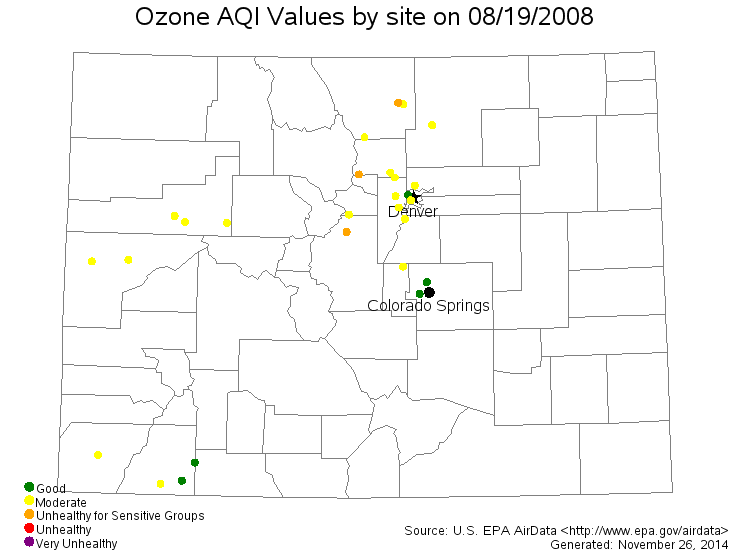 Ozone AQI Values by site on 08/19/2008
Denver
Colorado Springs
Good
Moderate
Unhealthy for Sensitive Groups
Unhealthy
Very Unhealthy
Source: U.S. EPA AirData <http://www.epa.gov/airdata>
Generated: November 26, 2014